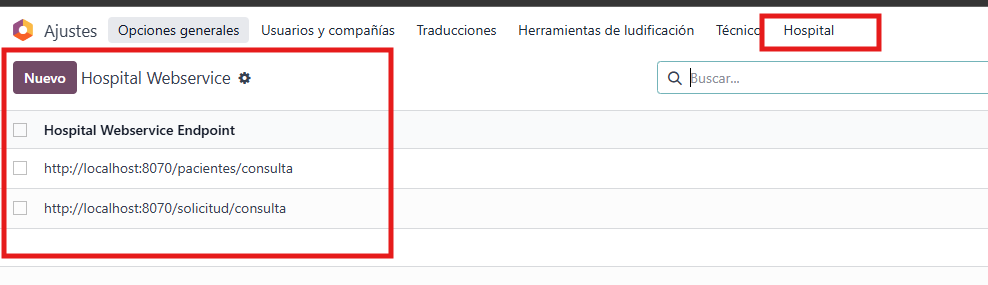 Ajustes Opciones generales Usuarios y compañías Traducciones Herramientas de ludificación Técnico Hospital
Nuevo Hospital Webservice Buscar...
Hospital Webservice Endpoint
http://localhost:8070/pacientes/consulta
http://localhost:8070/solicitud/consulta